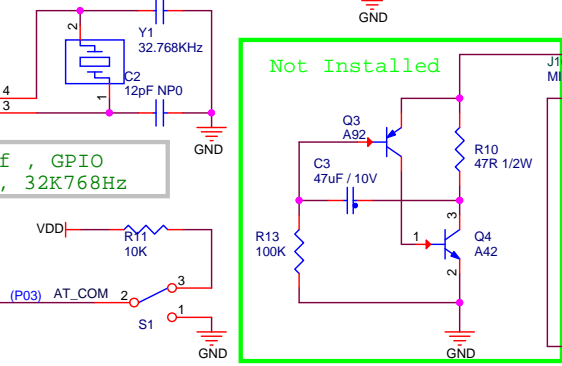 GND
2
Y1
32.768KHz
C2
12pF NP0
1
4
3
GND
f , GPIO
, 32K768Hz
VDD
R11
10K
(P03)
AT_COM
2
3
1
S1
GND
Not Installed
J1
MI
Q3
A92
R10
47R 1/2W
C3
47uF / 10V
R13
100K
3
1
Q4
A42
2
GND